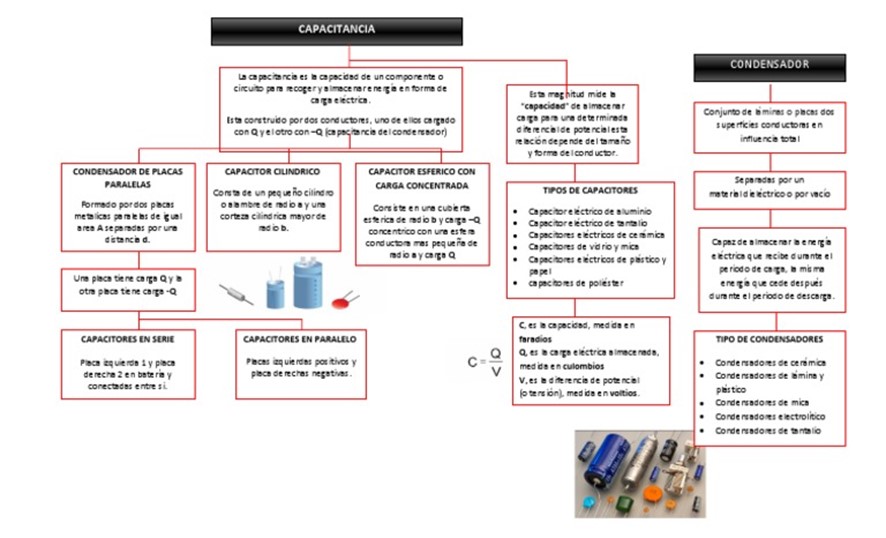 CAPACITANCIA
La capacitancia es la capacidad de un componente o
circuito para recoger y almacenar energía en forma de
carga eléctrica.
Esta construido por dos conductores, uno de ellos cargado
con Q y el otro con –Q (capacitancia del condensador)
CONDENSADOR DE PLACAS
PARALELAS
Formado por dos placas
metalicas paralelas de igual
area A separadas por una
distancia d.
CAPACITOR CILINDRICO
Consta de un pequeño cilindro
o alambre de radio a y una
corteza cilindrica mayor de
radio b.
CAPACITOR ESFERICO CON
CARGA CONCENTRADA
Consiste en una cubierta
esferica de radio b y carga –Q
concentrico con una esfera
conductora mas pequeña de
radio a y carga Q
Una placa tiene carga Q y la
otra placa tiene carga -Q
CAPACITORES EN SERIE
Placa izquierda 1 y placa
derecha 2 en batería y
conectadas entre si.
CAPACITORES EN PARALELO
Placas izquierdas positivos y
placa derechas negativas.
Esta magnitud mide la
"capacidad" de almacenar
carga para una determinada
diferencial de potencial esta
relación depende del tamaño
y forma del conductor.
TIPOS DE CAPACITORES
• Capacitor eléctrico de aluminio
• Capacitor eléctrico de tantalio
• Capacitores eléctricos de cerámica
• Capacitores de vidrio y mica
• Capacitores eléctricos de plástico y
papel
• capacitores de poliéster
C = Q
V
C, es la capacidad, medida en
faradios
Q, es la carga eléctrica almacenada,
medida en culombios
V, es la diferencia de potencial
(o tensión), medida en voltios.
CONDENSADOR
Conjunto de láminas o placas dos
superficies conductoras en
influencia total
Separadas por un
material dieléctrico o por vacío
Capaz de almacenar la energía
eléctrica que recibe durante el
periodo de carga, la misma
energía que cede después
durante el periodo de descarga.
TIPO DE CONDENSADORES
• Condensadores de cerámica
• Condensadores de lámina y
plástico
• Condensadores de mica
• Condensadores electrolítico
• Condensadores de tantalio